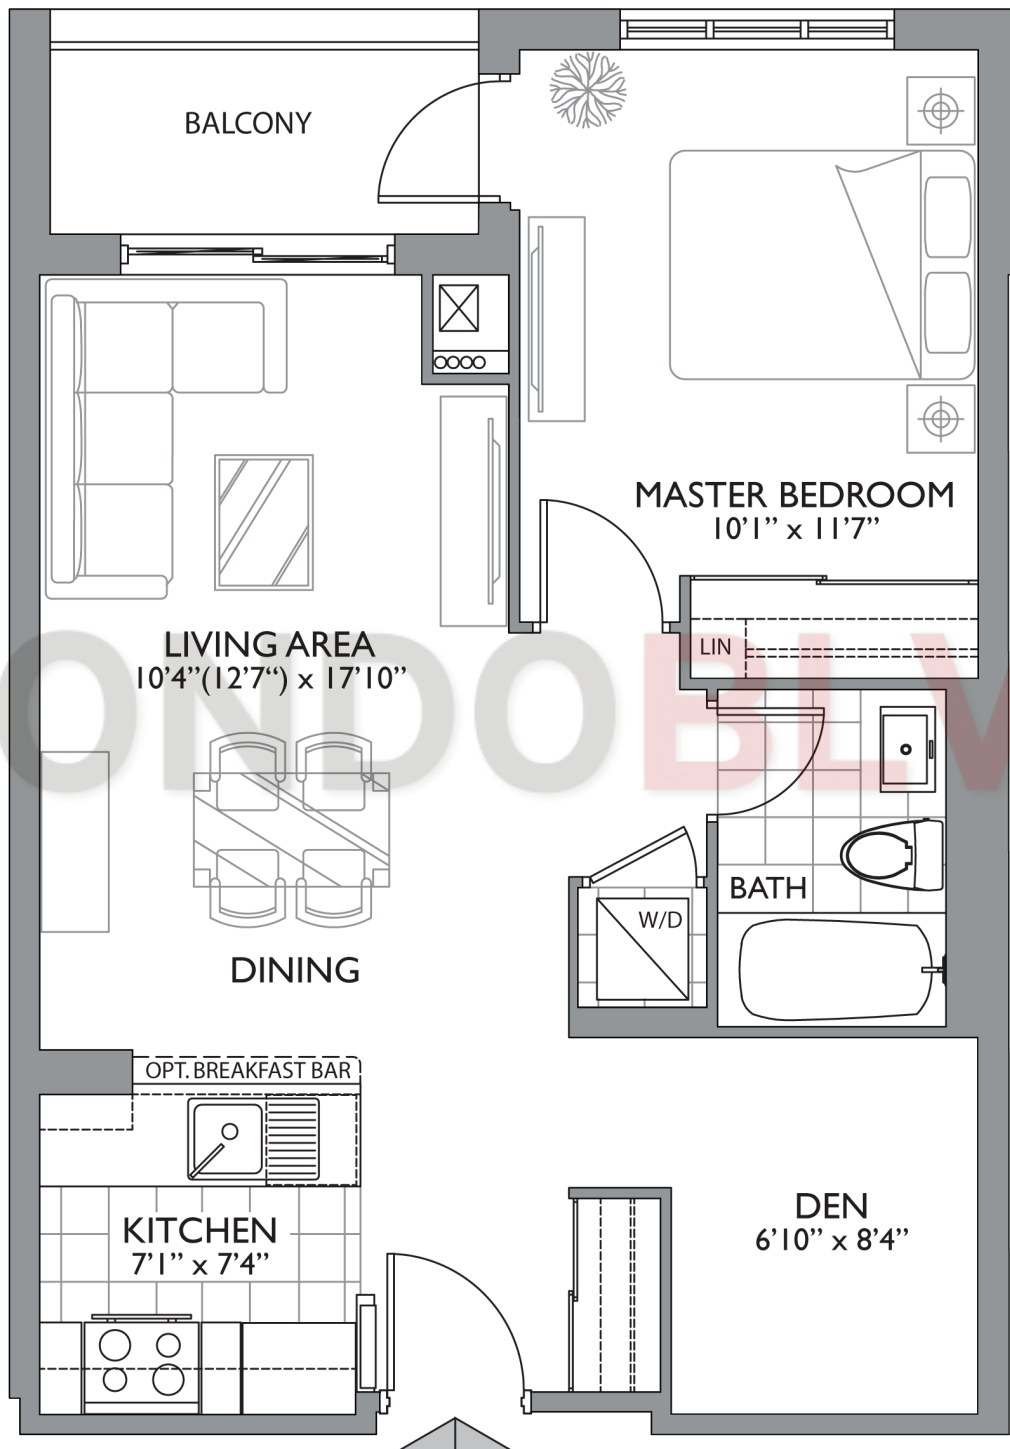 BALCONY
MASTER BEDROOM
10'1” x 11'7”
LIVING AREA
10'4”(12'7“) x 17'10”
LIN
ONDOBLV
BATH
W/D
DINING
OPT. BREAKFAST BAR
KITCHEN
7'1” x 7'4”
DEN
6'10” x 8'4”